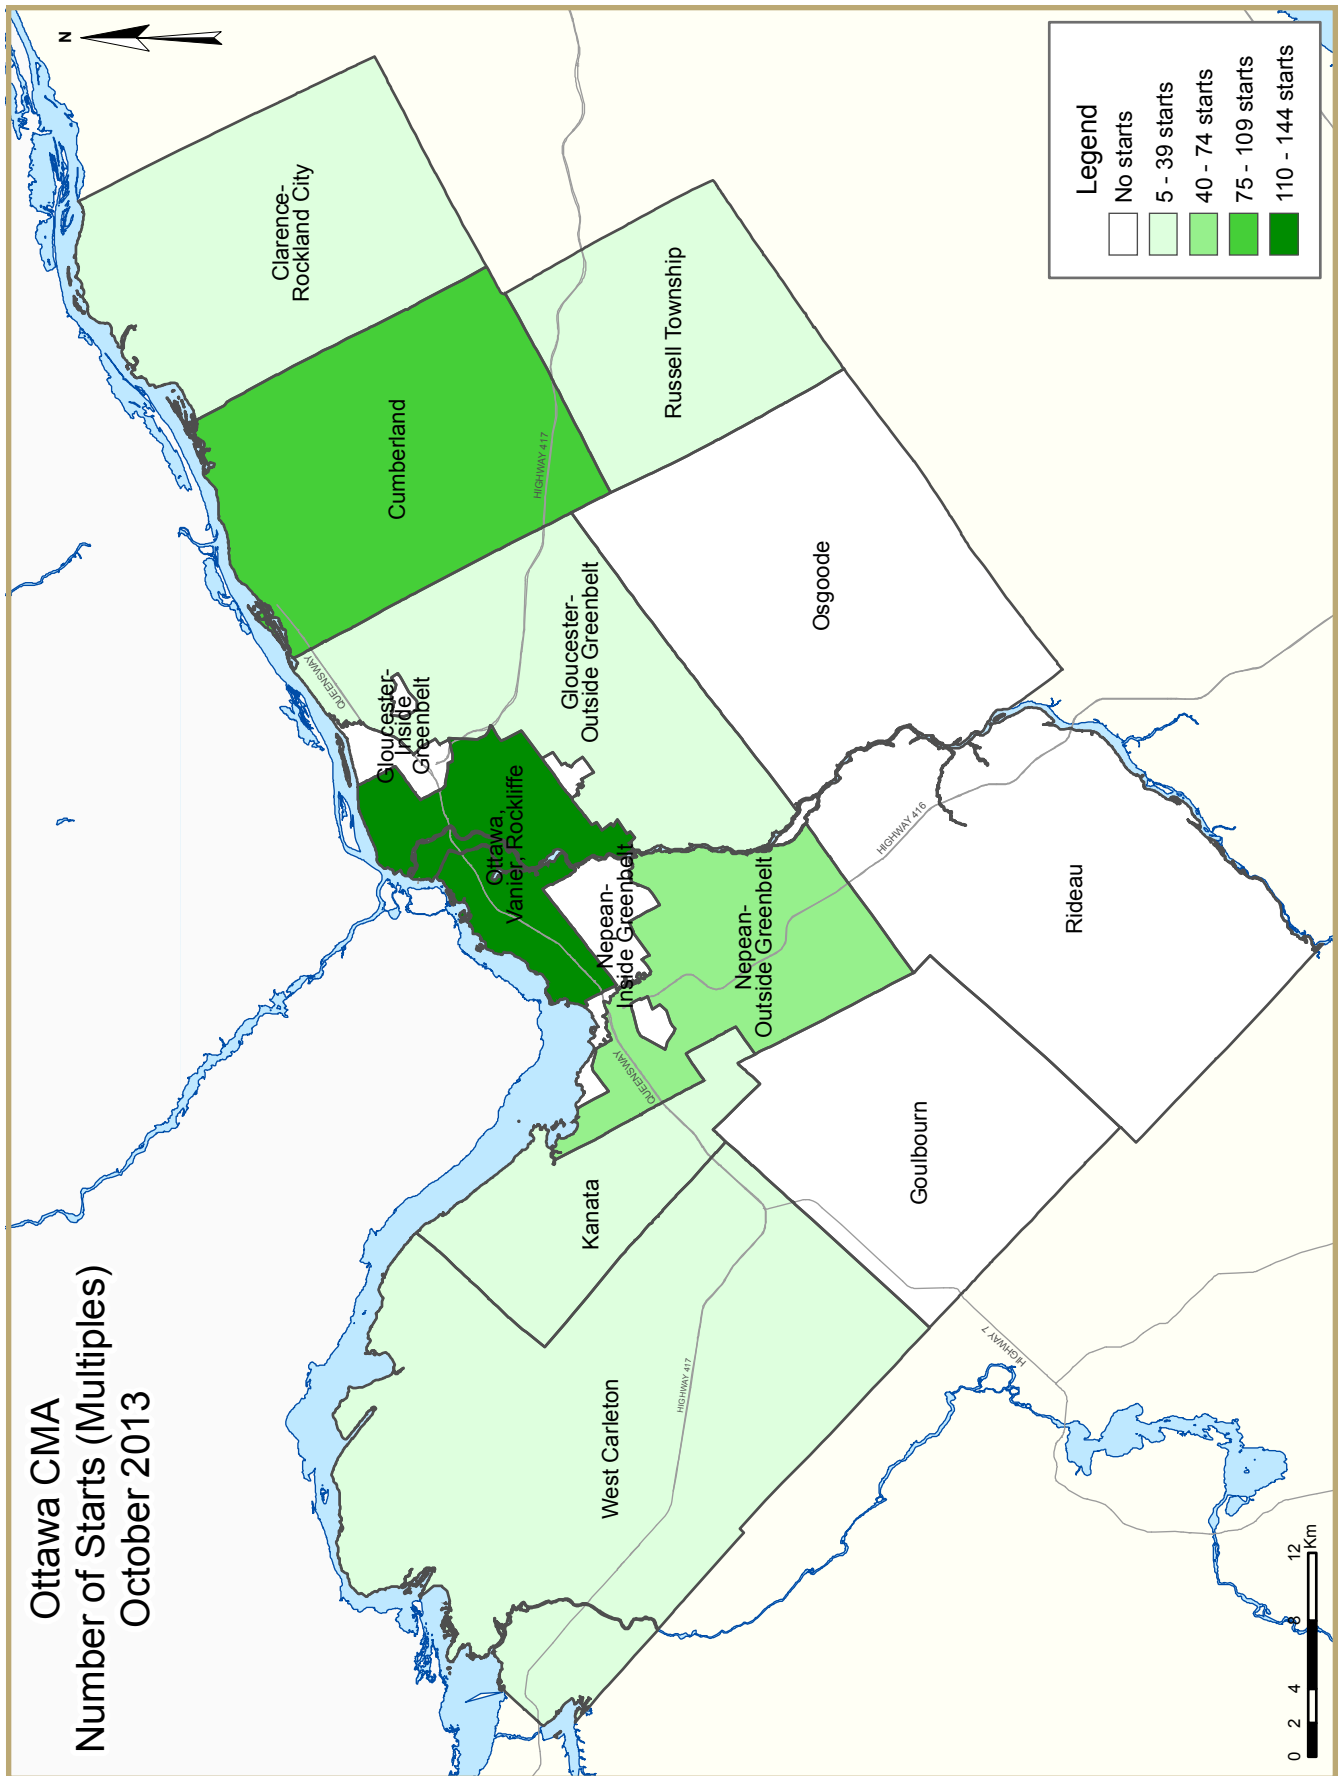 Ottawa CMA
Number of Starts (Multiples)
October 2013
N
West Carleton
HIGHWAY 417
Kanata
Goulbourn
HIGHWAY 7
QUEENSWAY
Nepean-
Inside Greenbelt
Nepean-
Outside Greenbelt
Rideau
HIGHWAY 416
Ottawa,
Vanier, Rockliffe
Gloucester-
Inside
Greenbelt
QUEENSWAY
Gloucester-
Outside Greenbelt
Osgoode
Cumberland
HIGHWAY 417
Russell Township
Clarence-
Rockland City
Legend
No starts
5 - 39 starts
40 - 74 starts
75 - 109 starts
110 - 144 starts
0 2 4 8 12
Km